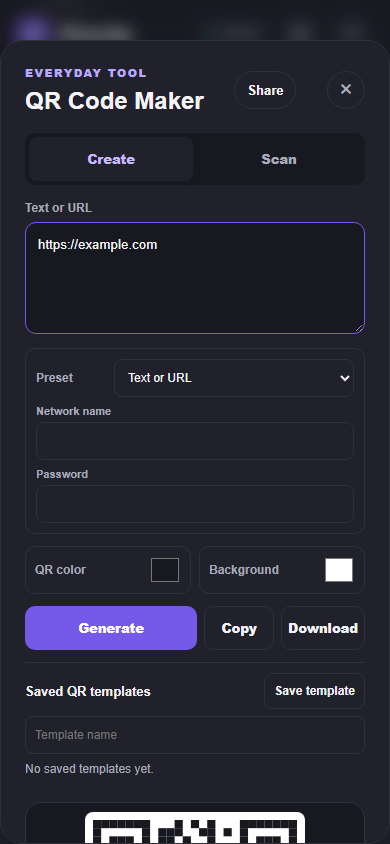 EVERYDAY TOOL
QR Code Maker
Share
✕
Create
Scan
Text or URL
https://example.com
Preset
Text or URL
Network name
Password
QR color
Background
Generate
Copy
Download
Saved QR templates
Save template
Template name
No saved templates yet.